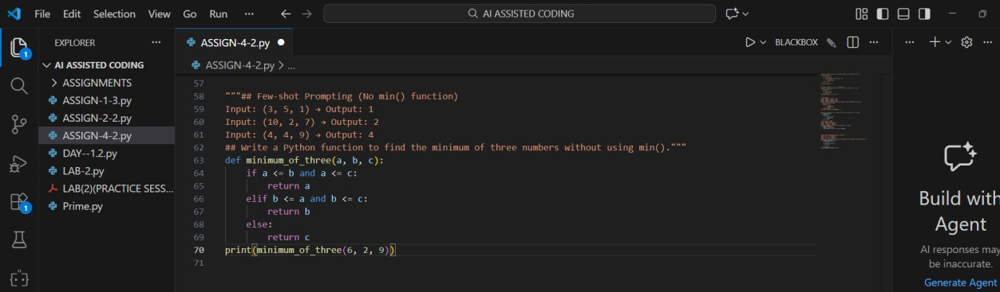 File Edit Selection View Go Run ··· AI ASSISTED CODING
EXPLORER ···
AI ASSISTED CODING
ASSIGNMENTS
ASSIGN-1-3.py
ASSIGN-2-2.py
ASSIGN-4-2.py
DAY--1.2.py
LAB-2.py
LAB(2)(PRACTICE SESS...
Prime.py
1
1
ASSIGN-4-2.py ●
BLACKBOX
ASSIGN-4-2.py > ...
57
58 """## Few-shot Prompting (No min() function)
59 Input: (3, 5, 1) → Output: 1
60 Input: (10, 2, 7) → Output: 2
61 Input: (4, 4, 9) → Output: 4
62 ## Write a Python function to find the minimum of three numbers without using min()."""
63 def minimum_of_three(a, b, c):
64     if a <= b and a <= c:
65         return a
66     elif b <= a and b <= c:
67         return b
68     else:
69         return c
70 print(minimum_of_three(6, 2, 9))
71
Build with
Agent
AI responses may
be inaccurate.
Generate Agent